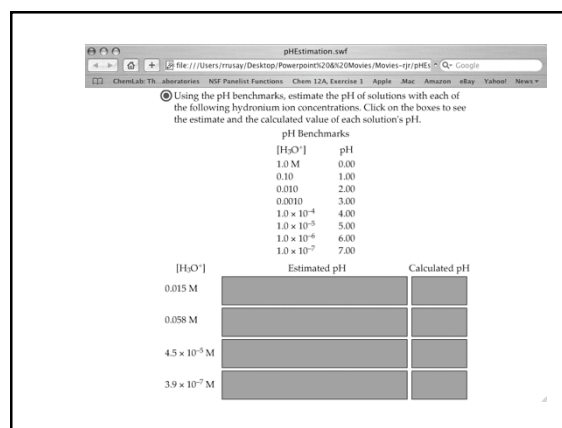 pHEstimation.swf
file:///Users/rrusay/Desktop/Powerpoint%20&%20Movies/Movies-rjr/pHEs
Google
ChemLab: Th...aboratories NSF Panelist Functions Chem 12A, Exercise 1 Apple .Mac Amazon eBay Yahoo! News
Using the pH benchmarks, estimate the pH of solutions with each of
the following hydronium ion concentrations. Click on the boxes to see
the estimate and the calculated value of each solution's pH.
pH Benchmarks
[H₃O⁺] pH
1.0 M 0.00
0.10 1.00
0.010 2.00
0.0010 3.00
1.0 × 10⁻⁴ 4.00
1.0 × 10⁻⁵ 5.00
1.0 × 10⁻⁶ 6.00
1.0 × 10⁻⁷ 7.00
[H₃O⁺] Estimated pH Calculated pH
0.015 M
0.058 M
4.5 × 10⁻⁵ M
3.9 × 10⁻⁷ M